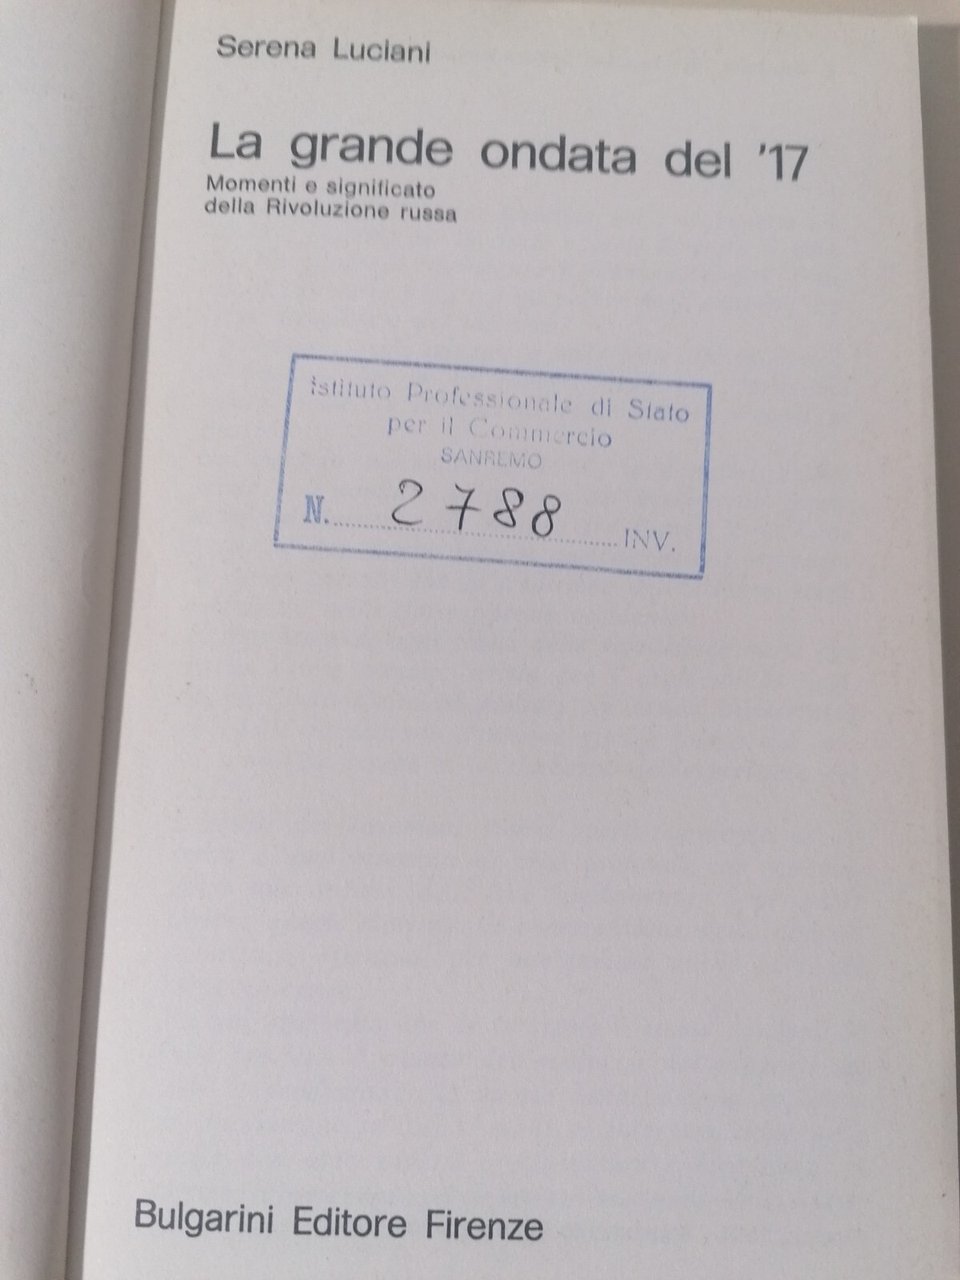 Serena Luciani
La grande ondata del '17
Momenti e significato
della Rivoluzione russa
Istituto Professionale di Stato
per il Commercio
SANREMO
N. 2788 INV.
Bulgarini Editore Firenze